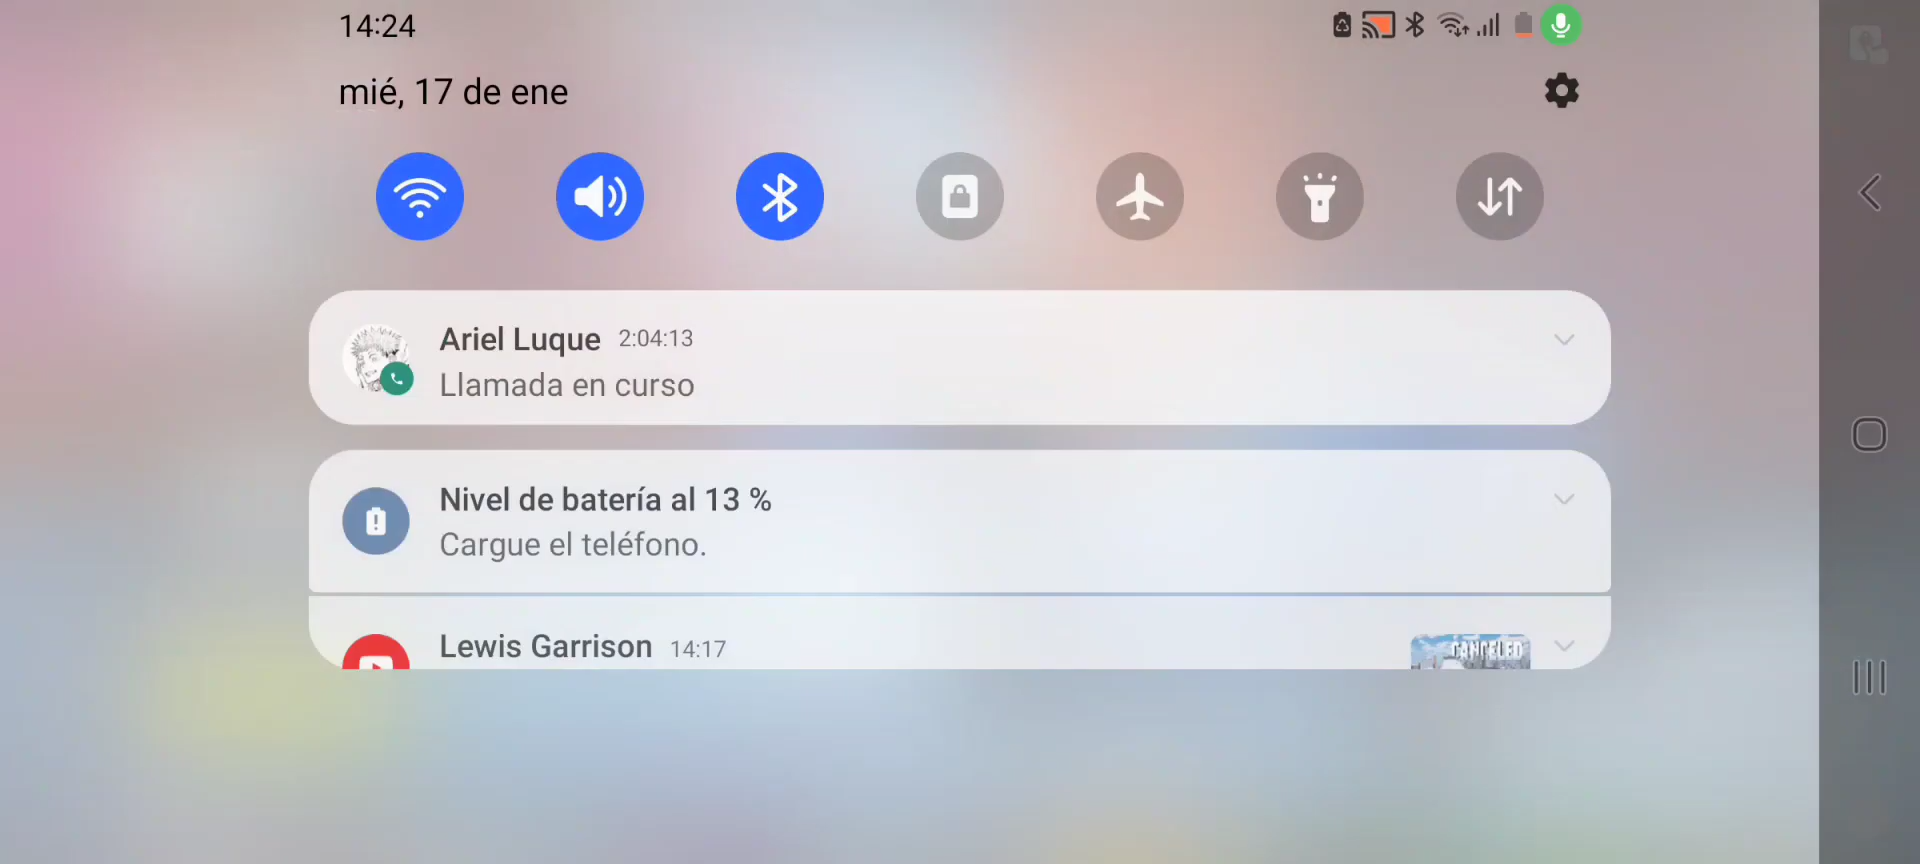 14:24
mié, 17 de ene
Ariel Luque 2:04:13
Llamada en curso
Nivel de batería al 13 %
Cargue el teléfono.
Lewis Garrison 14:17
CANCELED